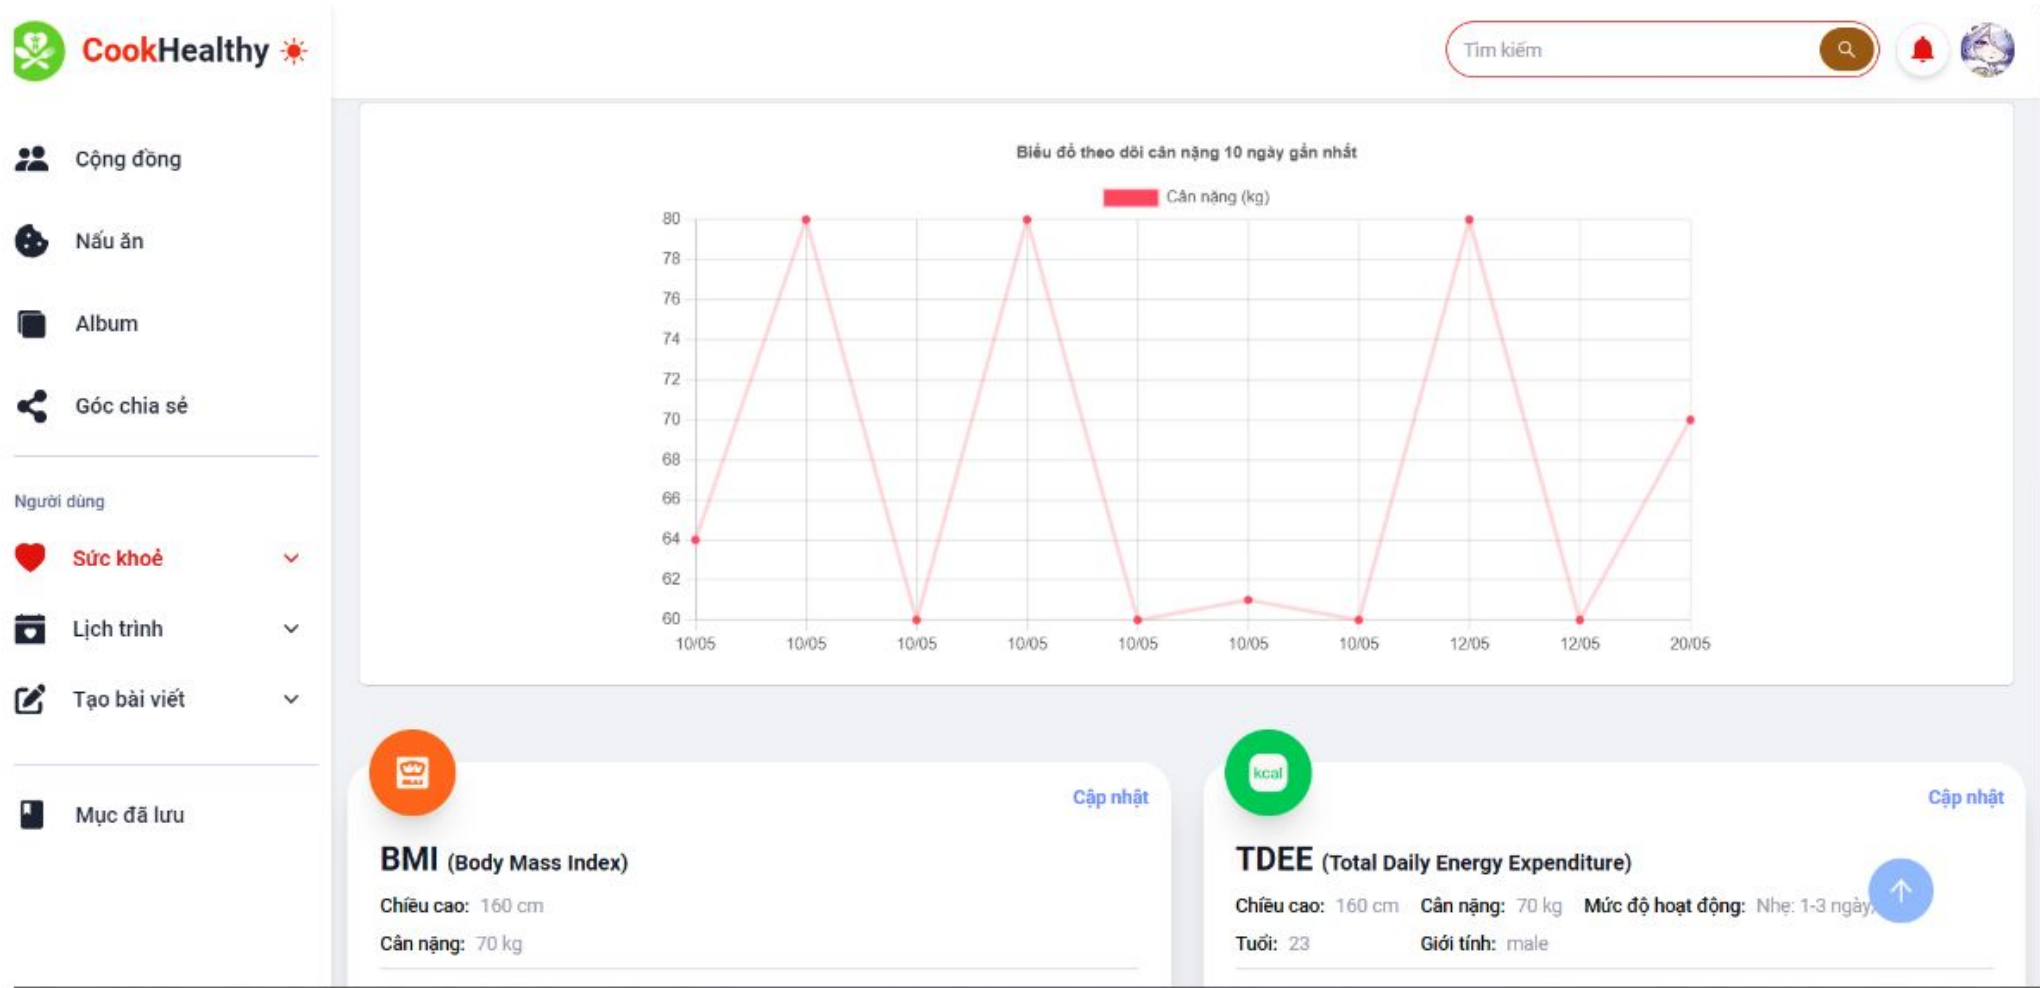 CookHealthy
Tìm kiếm
Cộng đồng
Nấu ăn
Album
Góc chia sẻ
Người dùng
Sức khoẻ
Lịch trình
Tạo bài viết
Mục đã lưu
Biểu đồ theo dõi cân nặng 10 ngày gần nhất
Cân nặng (kg)
80
78
76
74
72
70
68
66
64
62
60
10/05 10/05 10/05 10/05 10/05 10/05 10/05 12/05 12/05 20/05
Cập nhật
BMI (Body Mass Index)
Chiều cao: 160 cm
Cân nặng: 70 kg
kcal
Cập nhật
TDEE (Total Daily Energy Expenditure)
Chiều cao: 160 cm Cân nặng: 70 kg Mức độ hoạt động: Nhẹ: 1-3 ngày
Tuổi: 23 Giới tính: male